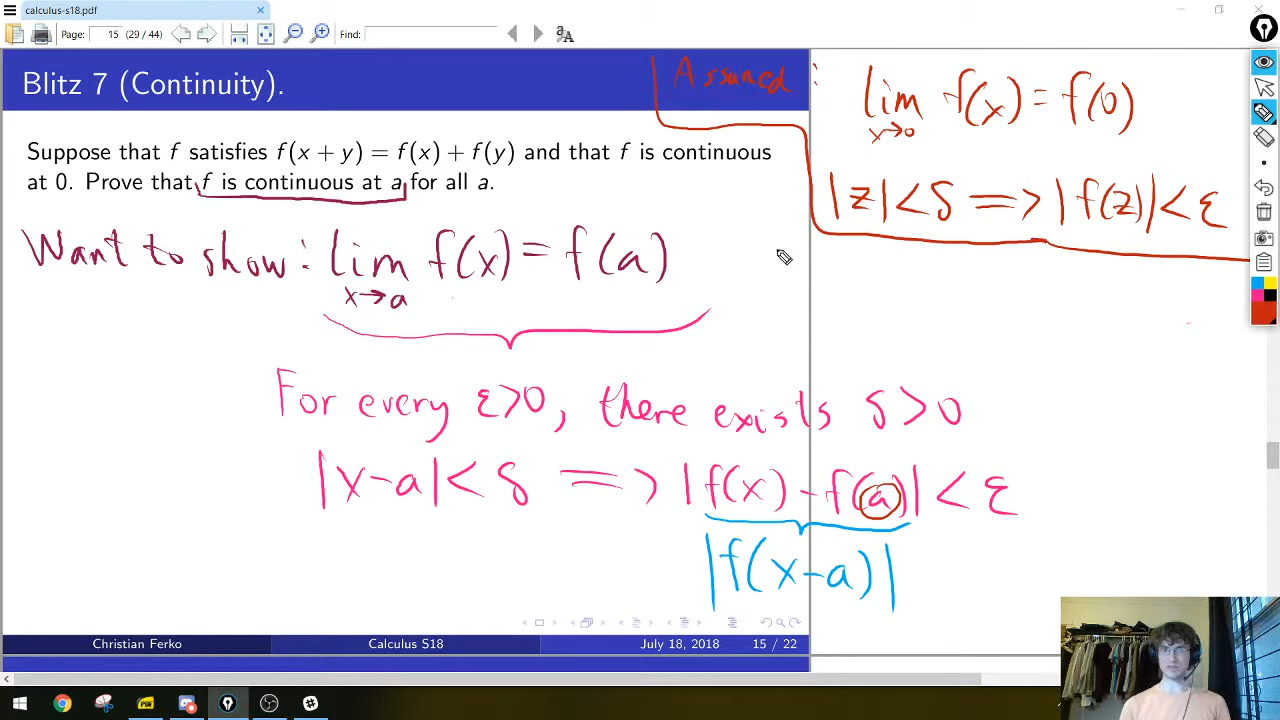 calculus-s18.pdf
Page: 15 (29 / 44) Find:
Blitz 7 (Continuity).
Assumed :
lim f(x) = f(0)
x→0
|z| < δ => |f(z)| < ε
Suppose that f satisfies f(x + y) = f(x) + f(y) and that f is continuous
at 0. Prove that f is continuous at a for all a.
Want to show: lim f(x) = f(a)
x→a
For every ε>0, there exists δ>0
|x-a| < δ => |f(x) - f(a)| < ε
|f(x-a)|
Christian Ferko Calculus S18 July 18, 2018 15 / 22